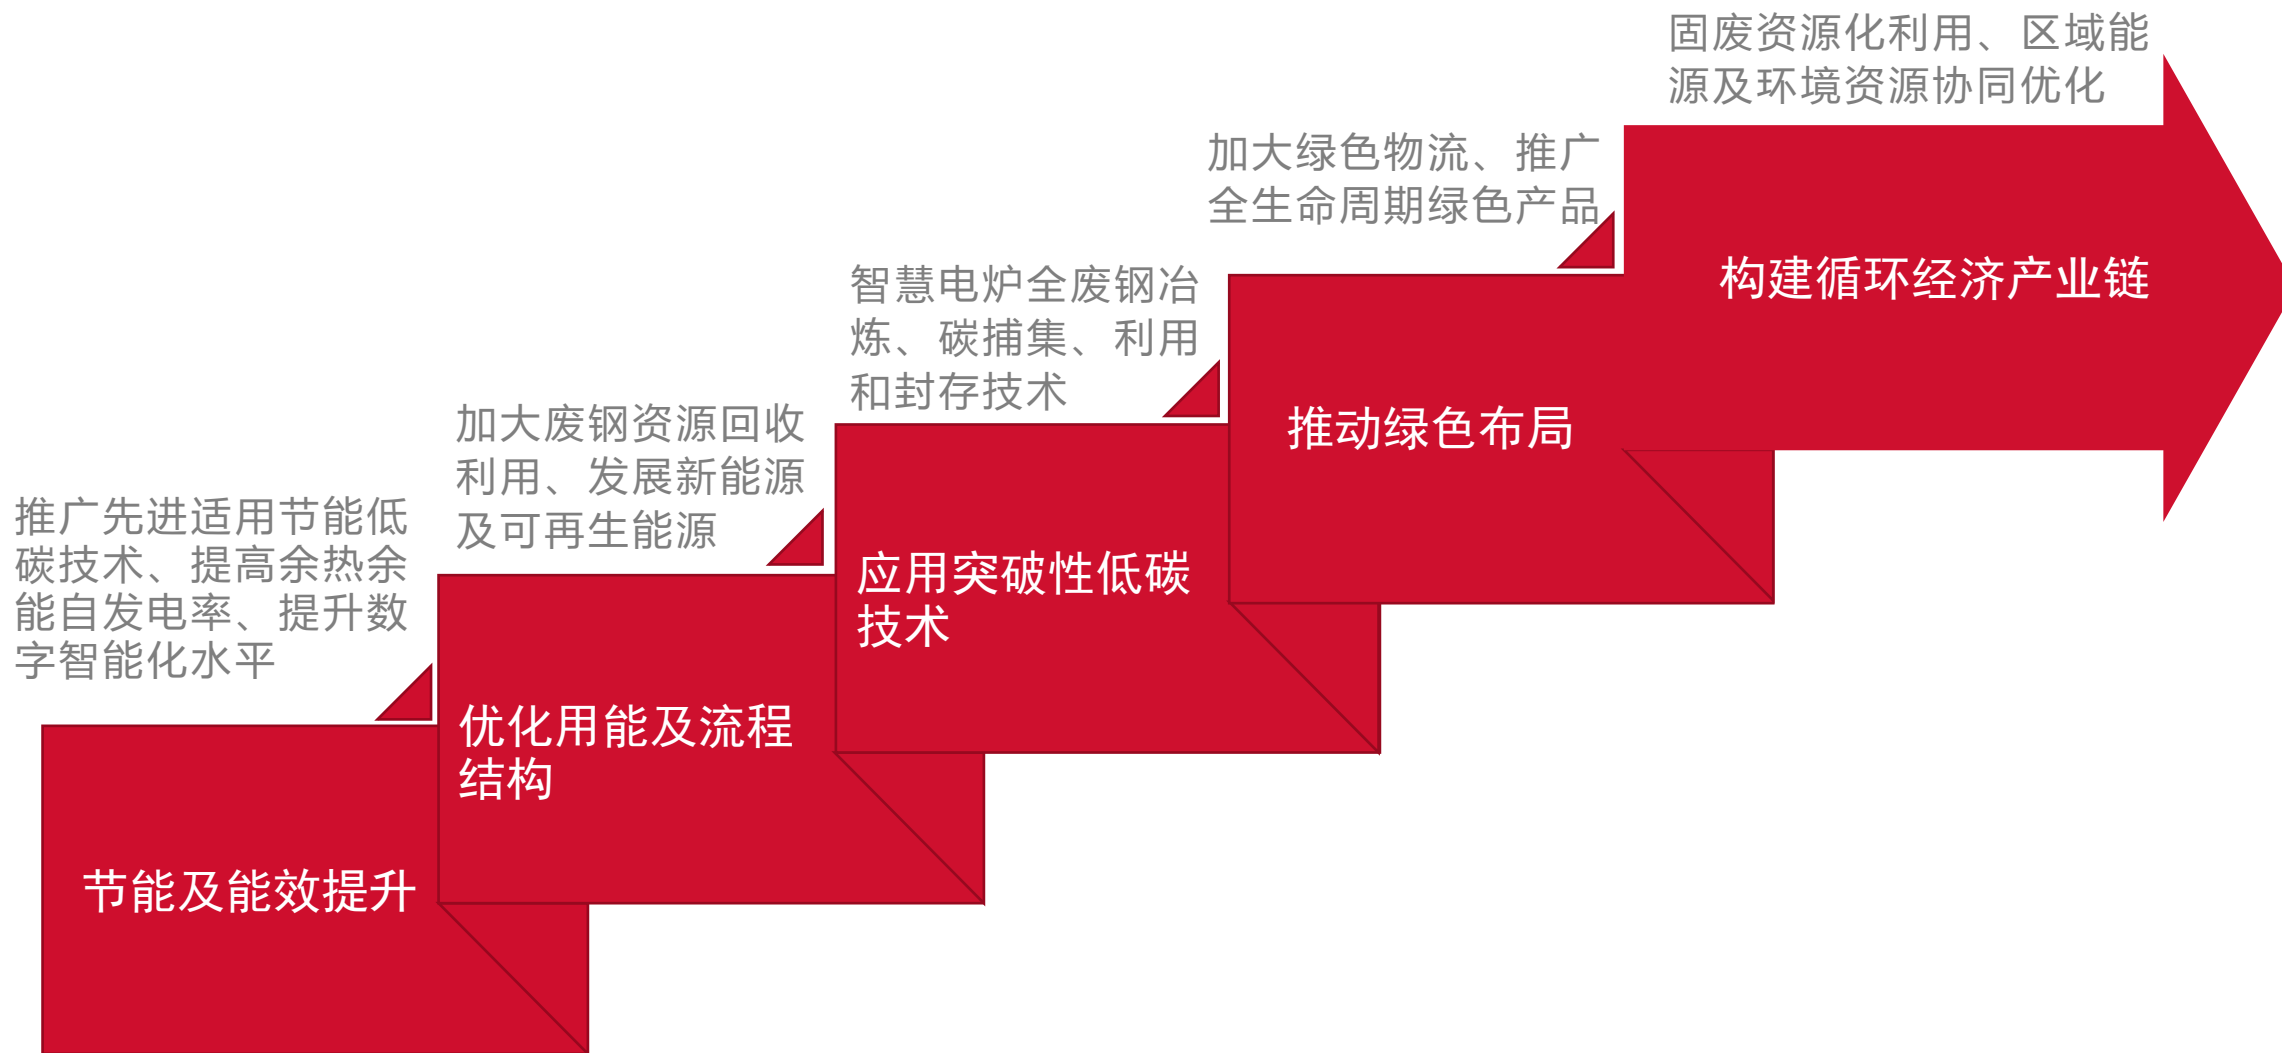 推广先进适用节能低
碳技术、提高余热余
能自发电率、提升数
字智能化水平
节能及能效提升
加大废钢资源回收
利用、发展新能源
及可再生能源
优化用能及流程
结构
智慧电炉全废钢冶
炼、碳捕集、利用
和封存技术
应用突破性低碳
技术
加大绿色物流、推广
全生命周期绿色产品
推动绿色布局
固废资源化利用、区域能
源及环境资源协同优化
构建循环经济产业链